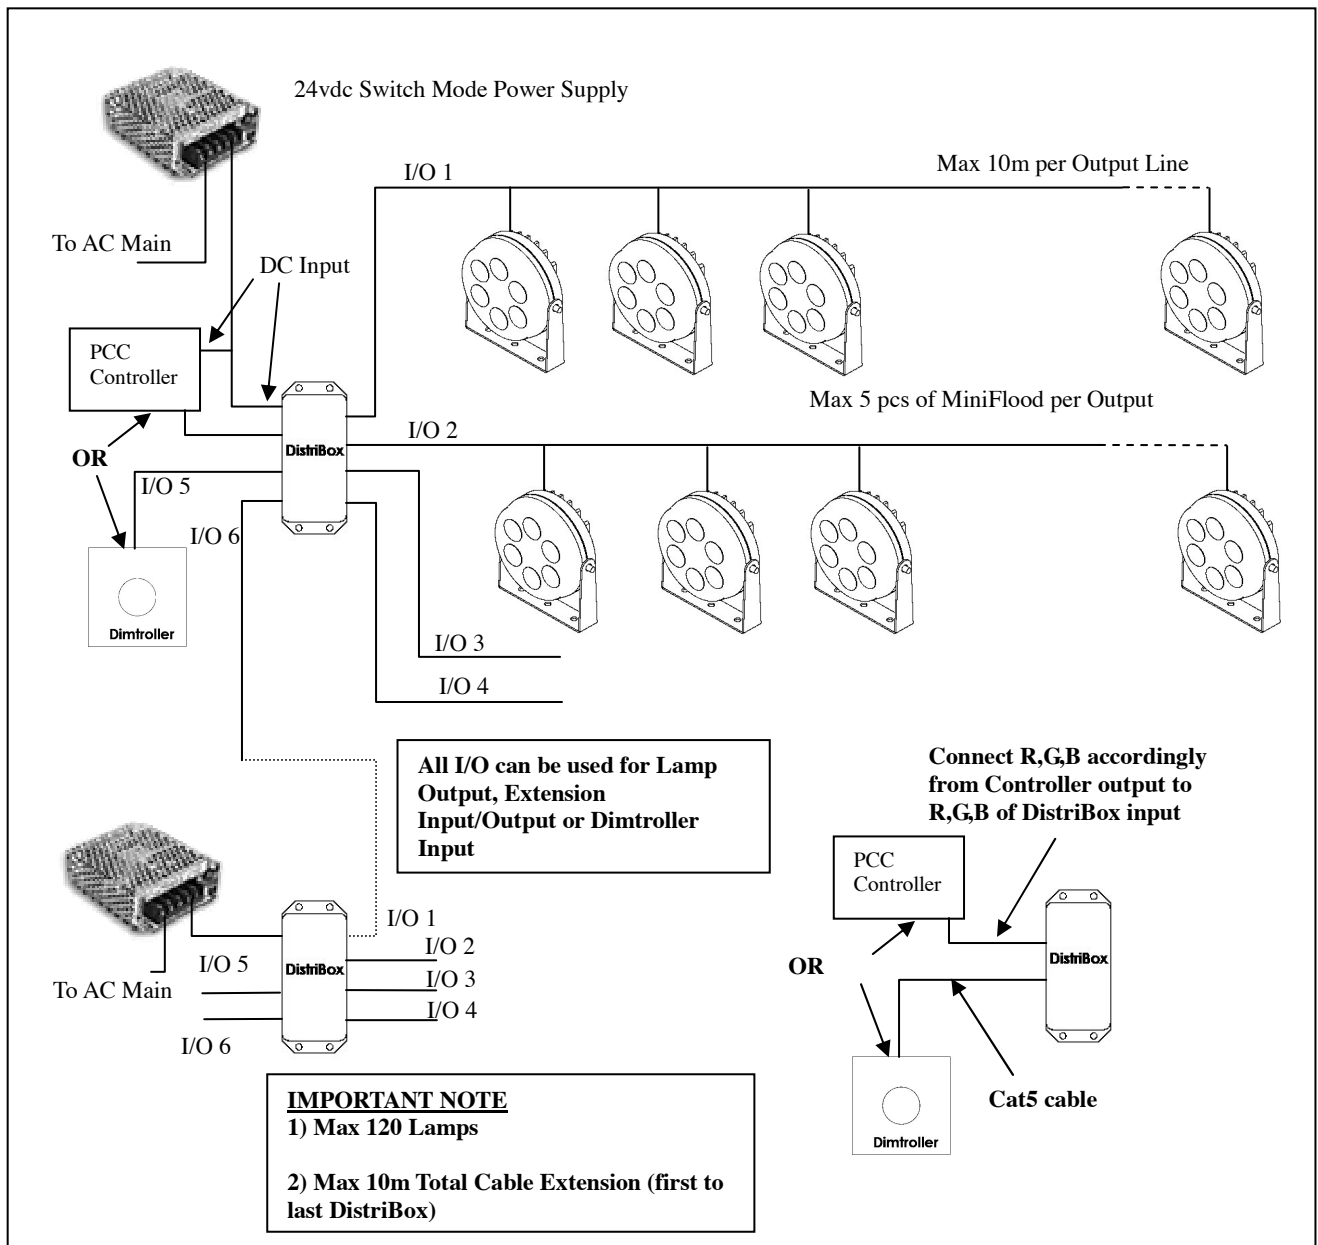 24vdc Switch Mode Power Supply
I/O 1
Max 10m per Output Line
To AC Main
DC Input
PCC
Controller
Max 5 pcs of MiniFlood per Output
I/O 2
DistriBox
OR
I/O 5
I/O 6
Dimtroller
I/O 3
I/O 4
All I/O can be used for Lamp
Output, Extension
Input/Output or Dimtroller
Input
Connect R,G,B accordingly
from Controller output to
R,G,B of DistriBox input
PCC
Controller
I/O 1
I/O 2
I/O 5
DistriBox
I/O 3
To AC Main
I/O 4
I/O 6
OR
DistriBox
Cat5 cable
Dimtroller
IMPORTANT NOTE
1) Max 120 Lamps
2) Max 10m Total Cable Extension (first to
last DistriBox)